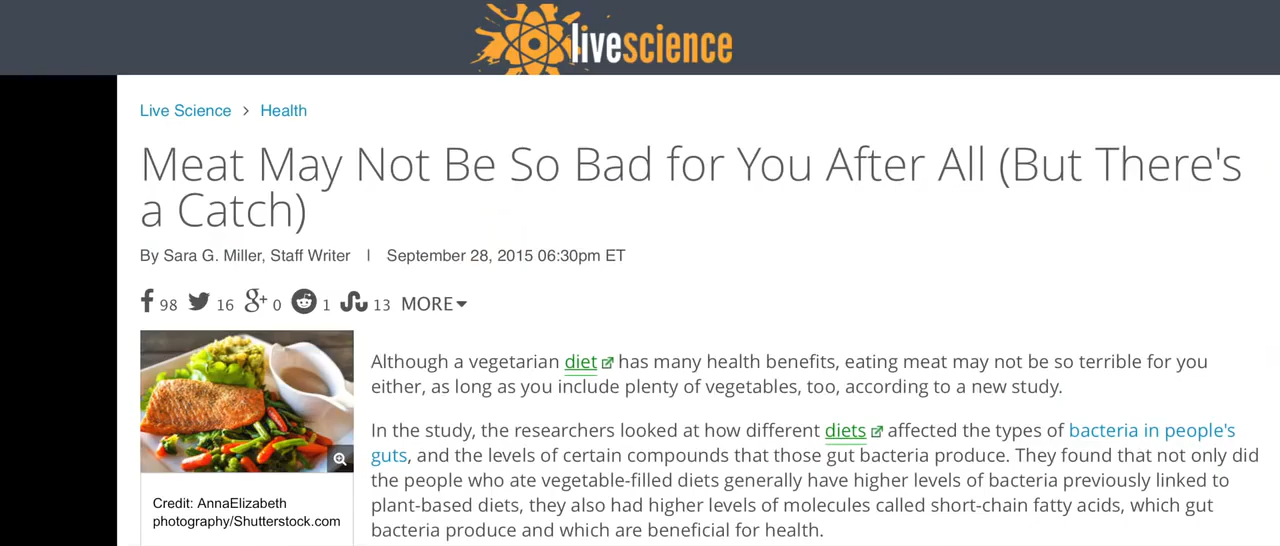 livescience
Live Science > Health
Meat May Not Be So Bad for You After All (But There's
a Catch)
By Sara G. Miller, Staff Writer | September 28, 2015 06:30pm ET
98 16 g+ 0 1 13 MORE
Although a vegetarian diet has many health benefits, eating meat may not be so terrible for you
either, as long as you include plenty of vegetables, too, according to a new study.
In the study, the researchers looked at how different diets affected the types of bacteria in people's
guts, and the levels of certain compounds that those gut bacteria produce. They found that not only did
the people who ate vegetable-filled diets generally have higher levels of bacteria previously linked to
plant-based diets, they also had higher levels of molecules called short-chain fatty acids, which gut
bacteria produce and which are beneficial for health.
Credit: AnnaElizabeth
photography/Shutterstock.com